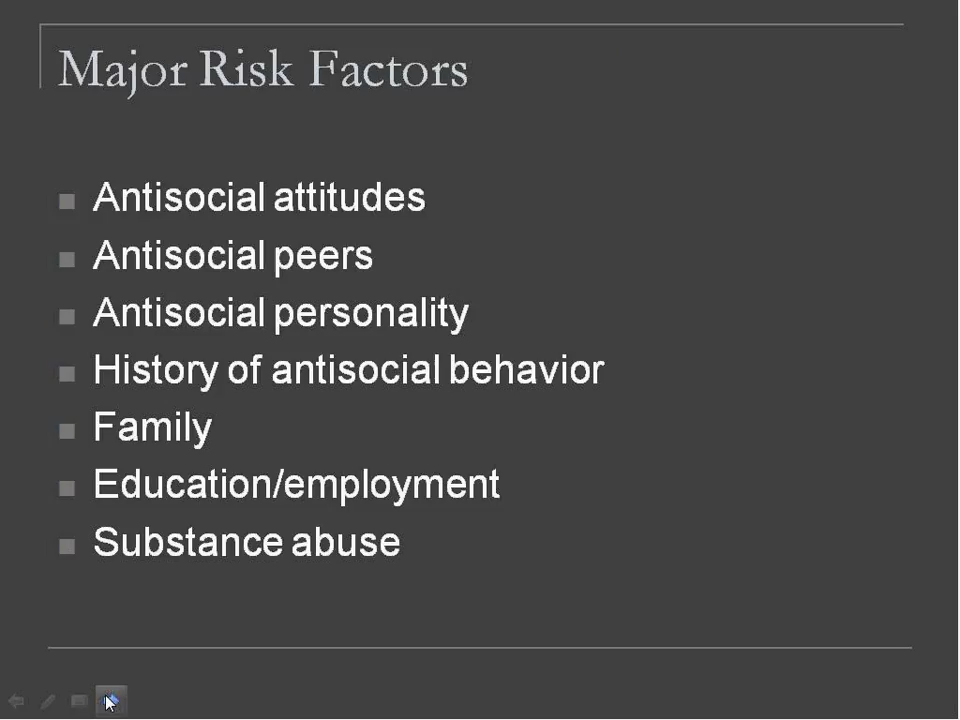 Major Risk Factors
Antisocial attitudes
Antisocial peers
Antisocial personality
History of antisocial behavior
Family
Education/employment
Substance abuse